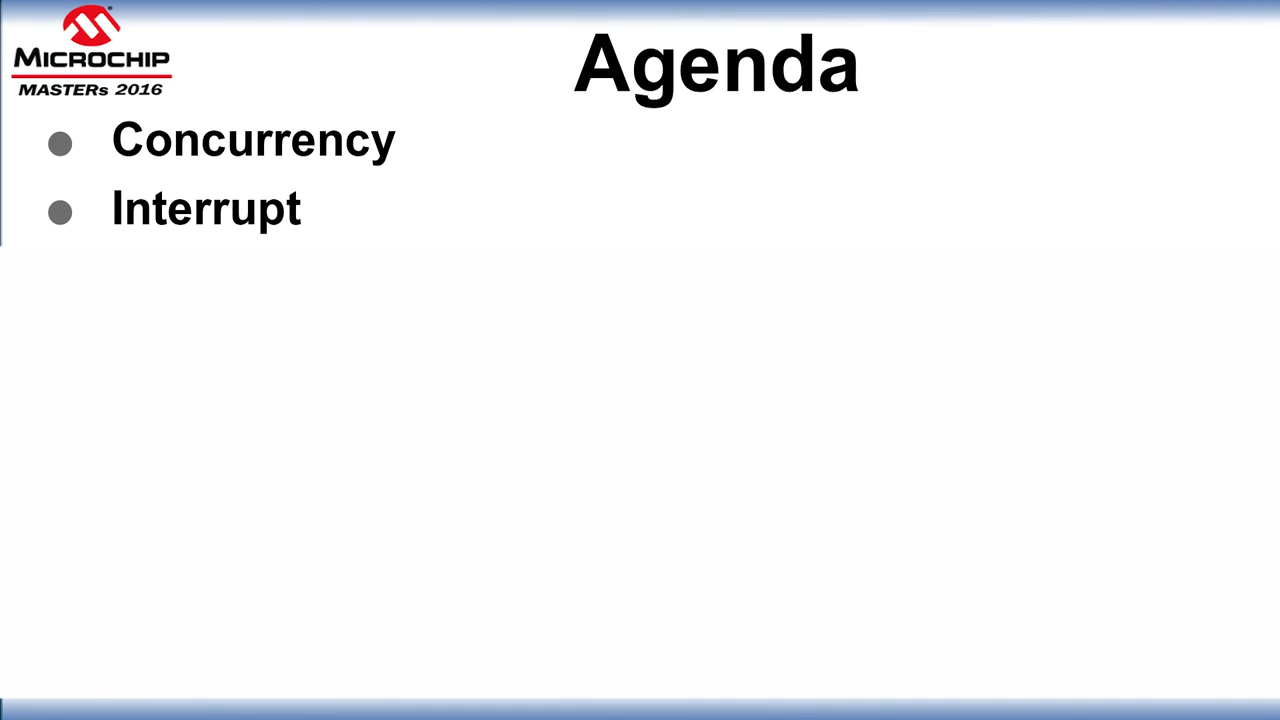 MICROCHIP
MASTERs 2016
Agenda
Concurrency
Interrupt